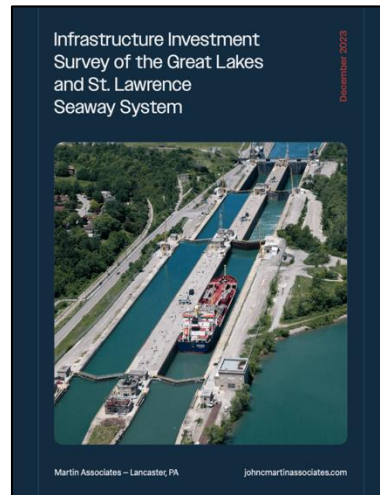 Infrastructure Investment
Survey of the Great Lakes
and St. Lawrence
Seaway System
December 2023
Martin Associates – Lancaster, PA
johncmartinassociates.com